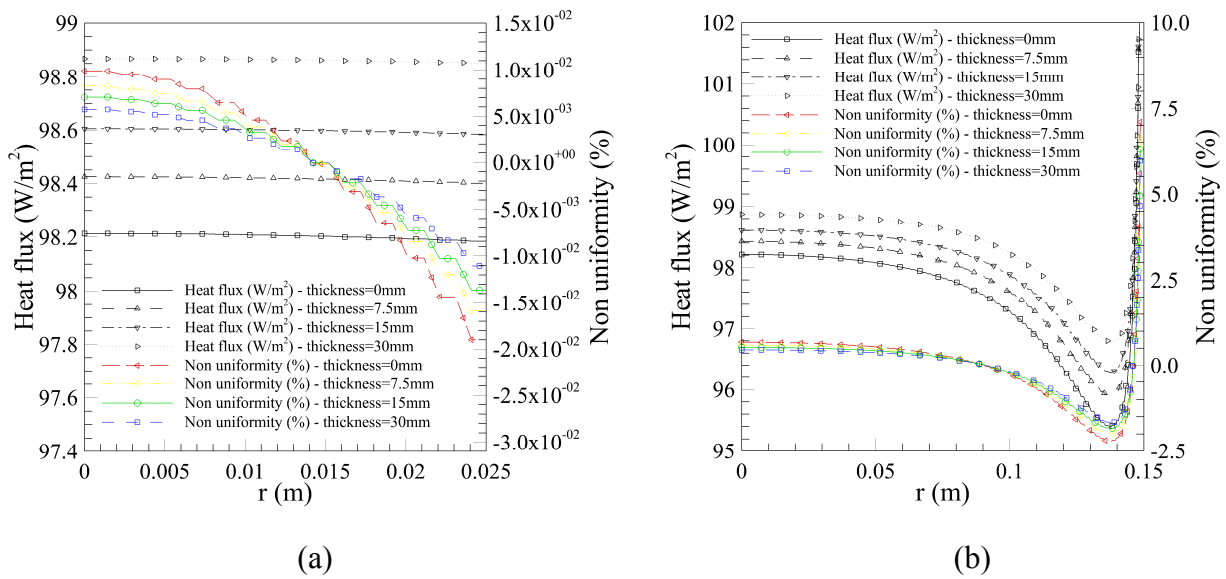 99
98.8
98.6
98.4
98.2
98
97.8
97.6
97.4
Heat flux (W/m²)
0
0.005
0.01
0.015
0.02
0.025
r (m)
1.5x10⁻⁰²
1.0x10⁻⁰²
5.0x10⁻⁰³
0.0x10⁺⁰⁰
-5.0x10⁻⁰³
-1.0x10⁻⁰²
-1.5x10⁻⁰²
-2.0x10⁻⁰²
-2.5x10⁻⁰²
-3.0x10⁻⁰²
Non uniformity (%)
Heat flux (W/m²) - thickness=0mm
Heat flux (W/m²) - thickness=7.5mm
Heat flux (W/m²) - thickness=15mm
Heat flux (W/m²) - thickness=30mm
Non uniformity (%) - thickness=0mm
Non uniformity (%) - thickness=7.5mm
Non uniformity (%) - thickness=15mm
Non uniformity (%) - thickness=30mm
(a)
102
101
100
99
98
97
96
95
Heat flux (W/m²)
0
0.05
0.1
0.15
r (m)
10.0
7.5
5.0
2.5
0.0
-2.5
Non uniformity (%)
Heat flux (W/m²) - thickness=0mm
Heat flux (W/m²) - thickness=7.5mm
Heat flux (W/m²) - thickness=15mm
Heat flux (W/m²) - thickness=30mm
Non uniformity (%) - thickness=0mm
Non uniformity (%) - thickness=7.5mm
Non uniformity (%) - thickness=15mm
Non uniformity (%) - thickness=30mm
(b)